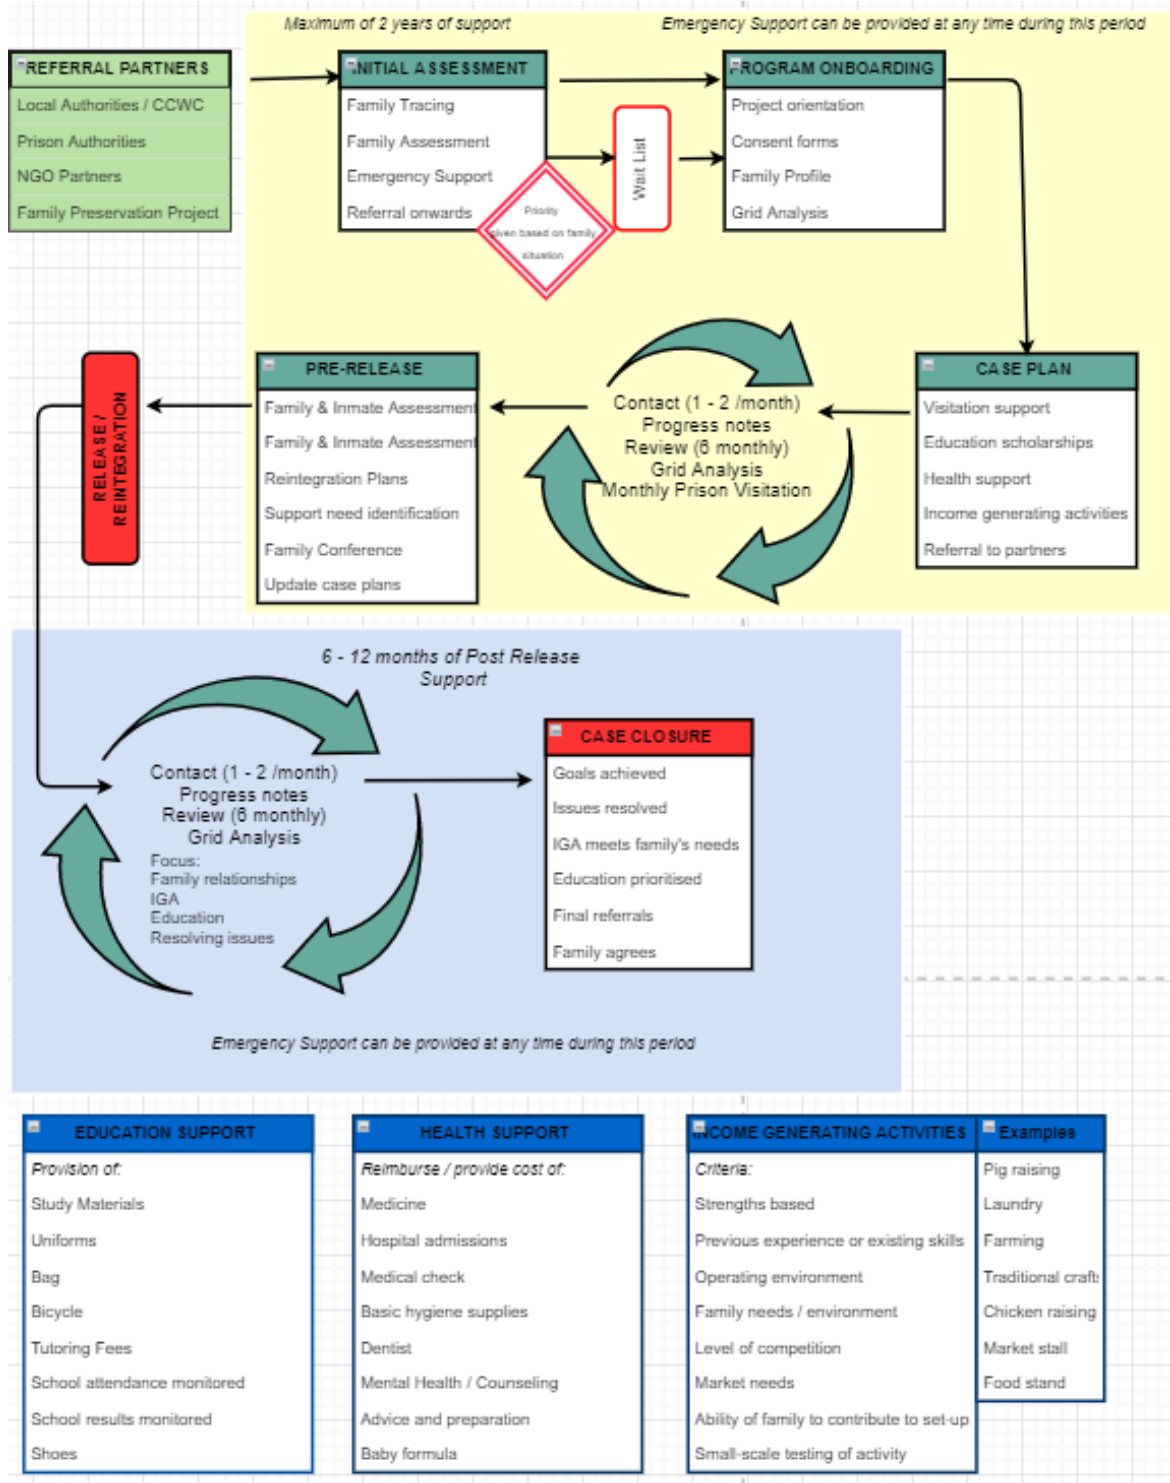 Maximum of 2 years of support
Emergency Support can be provided at any time during this period
REFERRAL PARTNERS
Local Authorities / CCWC
Prison Authorities
NGO Partners
Family Preservation Project
INITIAL ASSESSMENT
Family Tracing
Family Assessment
Emergency Support
Referral onwards
Priority
given based on family
situation
Wait List
PROGRAM ONBOARDING
Project orientation
Consent forms
Family Profile
Grid Analysis
CASE PLAN
Visitation support
Education scholarships
Health support
Income generating activities
Referral to partners
Contact (1 - 2 /month)
Progress notes
Review (6 monthly)
Grid Analysis
Monthly Prison Visitation
PRE-RELEASE
Family & Inmate Assessment
Family & Inmate Assessment
Reintegration Plans
Support need identification
Family Conference
Update case plans
RELEASE /
REINTEGRATION
6 - 12 months of Post Release
Support
Contact (1 - 2 /month)
Progress notes
Review (6 monthly)
Grid Analysis
Focus:
Family relationships
IGA
Education
Resolving issues
CASE CLOSURE
Goals achieved
Issues resolved
IGA meets family's needs
Education prioritised
Final referrals
Family agrees
Emergency Support can be provided at any time during this period
EDUCATION SUPPORT
Provision of:
Study Materials
Uniforms
Bag
Bicycle
Tutoring Fees
School attendance monitored
School results monitored
Shoes
HEALTH SUPPORT
Reimburse / provide cost of:
Medicine
Hospital admissions
Medical check
Basic hygiene supplies
Dentist
Mental Health / Counseling
Advice and preparation
Baby formula
INCOME GENERATING ACTIVITIES
Criteria:
Strengths based
Previous experience or existing skills
Operating environment
Family needs / environment
Level of competition
Market needs
Ability of family to contribute to set-up
Small-scale testing of activity
Examples
Pig raising
Laundry
Farming
Traditional crafts
Chicken raising
Market stall
Food stand